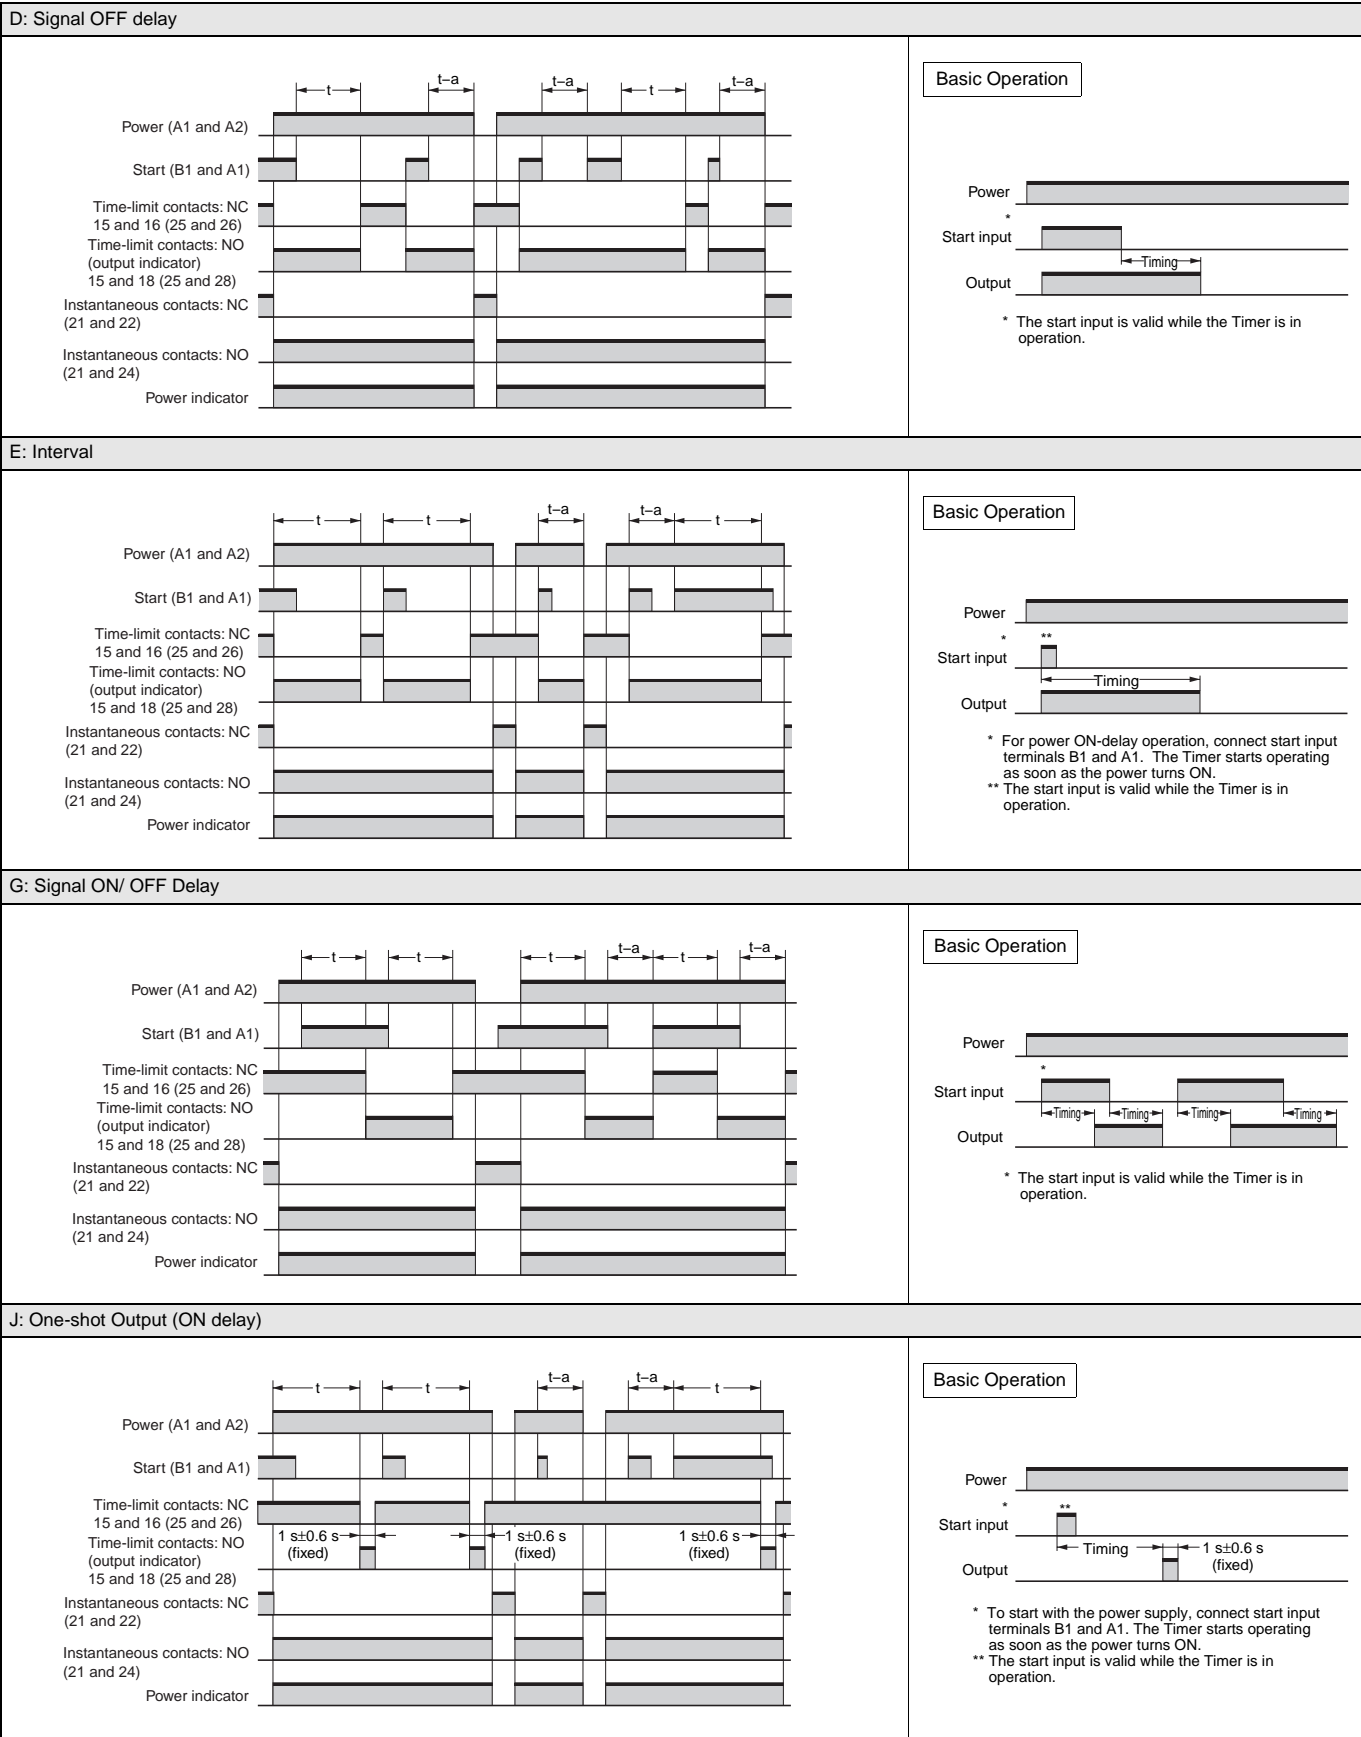 D: Signal OFF delay
t
t–a
t–a
t
t–a
Power (A1 and A2)
Start (B1 and A1)
Time-limit contacts: NC
15 and 16 (25 and 26)
Time-limit contacts: NO
(output indicator)
15 and 18 (25 and 28)
Instantaneous contacts: NC
(21 and 22)
Instantaneous contacts: NO
(21 and 24)
Power indicator
Basic Operation
Power
*
Start input
Timing
Output
* The start input is valid while the Timer is in
operation.
E: Interval
t
t
t–a
t–a
t
Power (A1 and A2)
Start (B1 and A1)
Time-limit contacts: NC
15 and 16 (25 and 26)
Time-limit contacts: NO
(output indicator)
15 and 18 (25 and 28)
Instantaneous contacts: NC
(21 and 22)
Instantaneous contacts: NO
(21 and 24)
Power indicator
Basic Operation
Power
* **
Start input
Timing
Output
* For power ON-delay operation, connect start input
terminals B1 and A1. The Timer starts operating
as soon as the power turns ON.
** The start input is valid while the Timer is in
operation.
G: Signal ON/ OFF Delay
t
t
t
t–a
t
t–a
Power (A1 and A2)
Start (B1 and A1)
Time-limit contacts: NC
15 and 16 (25 and 26)
Time-limit contacts: NO
(output indicator)
15 and 18 (25 and 28)
Instantaneous contacts: NC
(21 and 22)
Instantaneous contacts: NO
(21 and 24)
Power indicator
Basic Operation
Power
*
Start input
Timing Timing Timing Timing
Output
* The start input is valid while the Timer is in
operation.
J: One-shot Output (ON delay)
t
t
t–a
t–a
t
Power (A1 and A2)
Start (B1 and A1)
Time-limit contacts: NC
15 and 16 (25 and 26)
1 s±0.6 s
(fixed)
1 s±0.6 s
(fixed)
1 s±0.6 s
(fixed)
Time-limit contacts: NO
(output indicator)
15 and 18 (25 and 28)
Instantaneous contacts: NC
(21 and 22)
Instantaneous contacts: NO
(21 and 24)
Power indicator
Basic Operation
Power
* **
Start input
Timing
1 s±0.6 s
(fixed)
Output
* To start with the power supply, connect start input
terminals B1 and A1. The Timer starts operating
as soon as the power turns ON.
** The start input is valid while the Timer is in
operation.